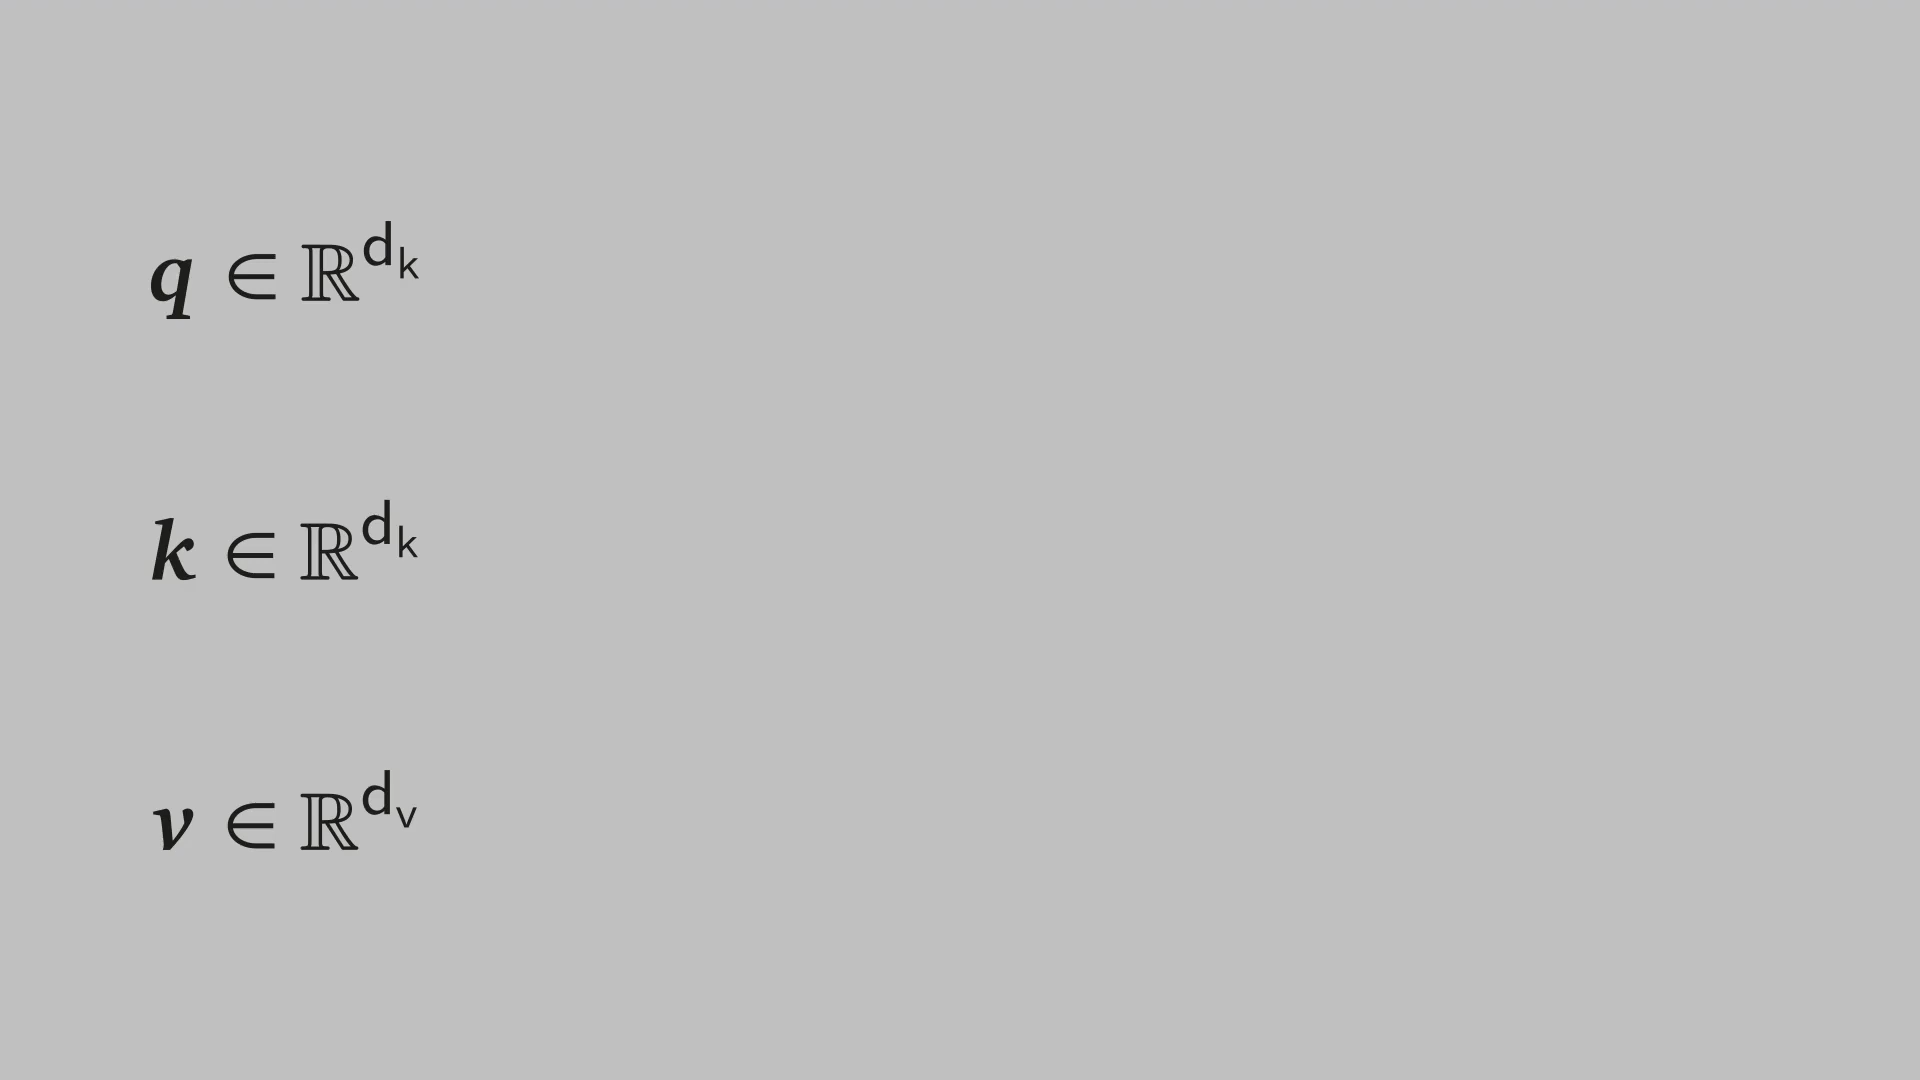 q ∈ ℝ^{d_k}
k ∈ ℝ^{d_k}
v ∈ ℝ^{d_v}